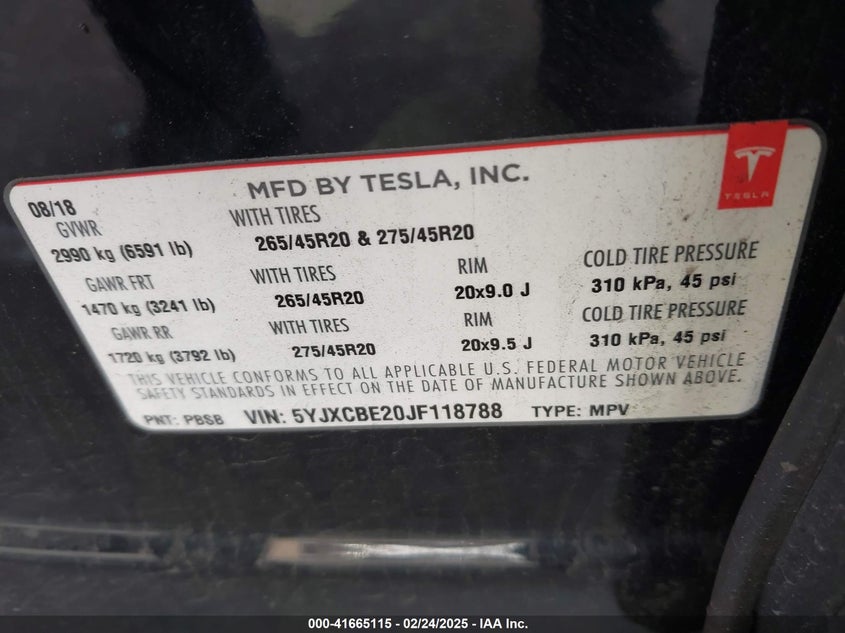 MFD BY TESLA, INC.
TESLA
08/18
GVWR
2990 kg (6591 lb)
WITH TIRES
265/45R20 & 275/45R20
GAWR FRT
1470 kg (3241 lb)
WITH TIRES
265/45R20
RIM
20x9.0 J
COLD TIRE PRESSURE
310 kPa, 45 psi
GAWR RR
1720 kg (3792 lb)
WITH TIRES
275/45R20
RIM
20x9.5 J
COLD TIRE PRESSURE
310 kPa, 45 psi
THIS VEHICLE CONFORMS TO ALL APPLICABLE U.S. FEDERAL MOTOR VEHICLE
SAFETY STANDARDS IN EFFECT ON THE DATE OF MANUFACTURE SHOWN ABOVE.
PNT: PBSB VIN: 5YJXCBE20JF118788 TYPE: MPV
000-41665115 - 02/24/2025 - IAA Inc.